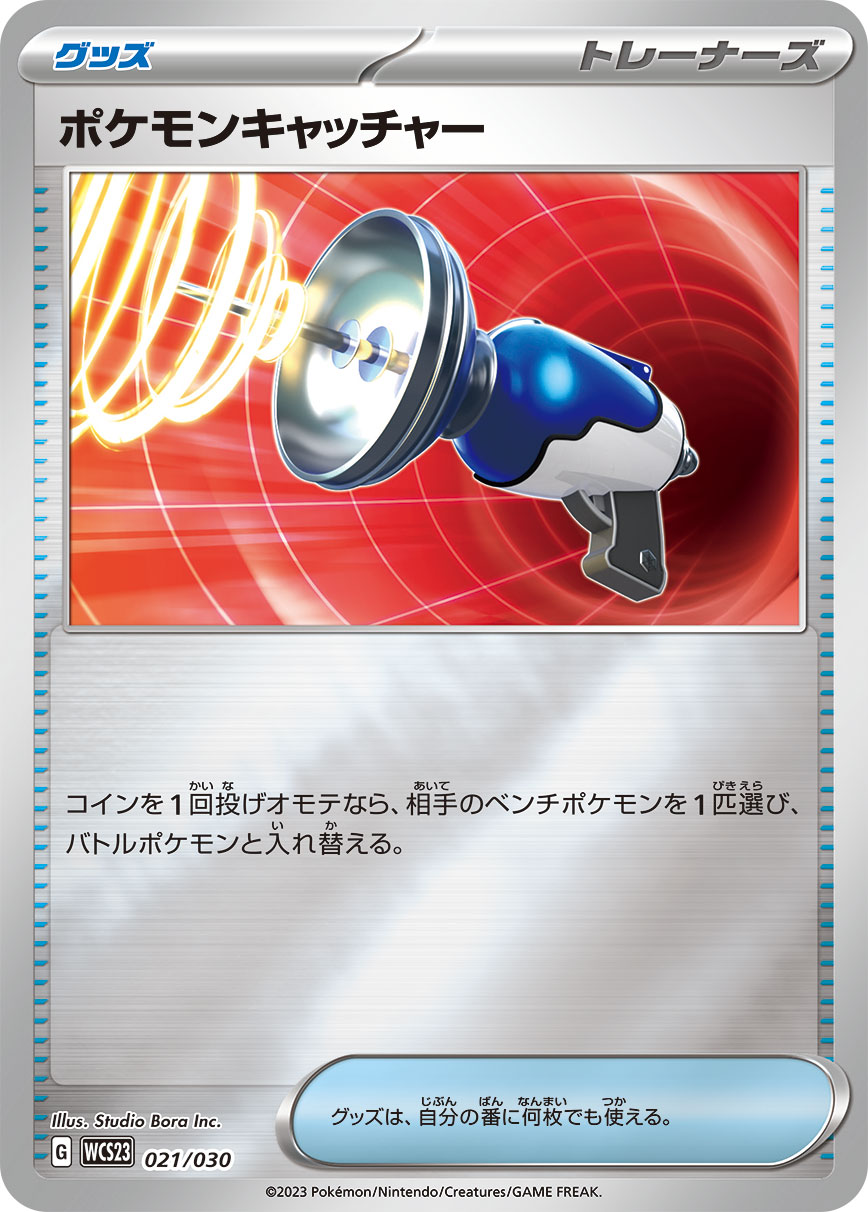 グッズ
トレーナーズ
ポケモンキャッチャー
コインを1回投げオモテなら、相手のベンチポケモンを1匹選び、
バトルポケモンと入れ替える。
グッズは、自分の番に何枚でも使える。
Illus. Studio Bora Inc.
G WCS23 021/030
©2023 Pokémon/Nintendo/Creatures/GAME FREAK.